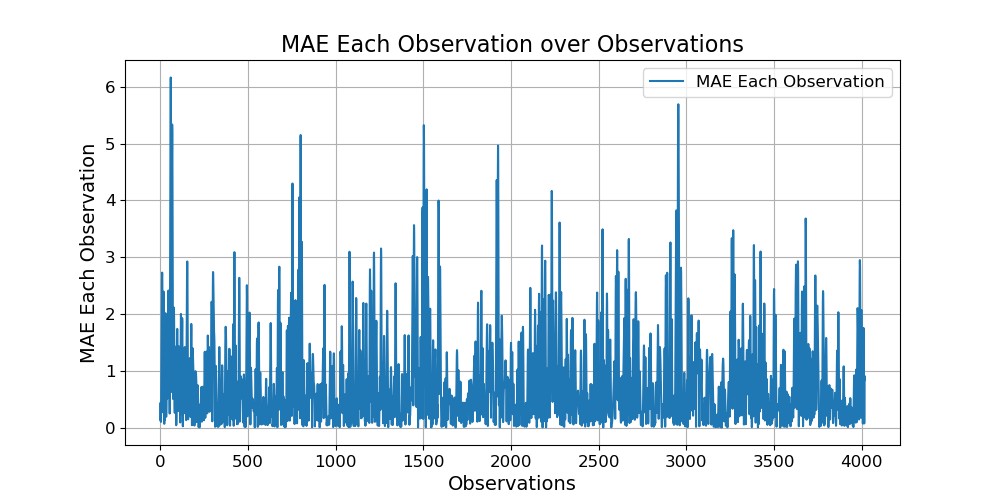 MAE Each Observation over Observations
MAE Each Observation
MAE Each Observation
6
5
4
3
2
1
0
0 500 1000 1500 2000 2500 3000 3500 4000
Observations